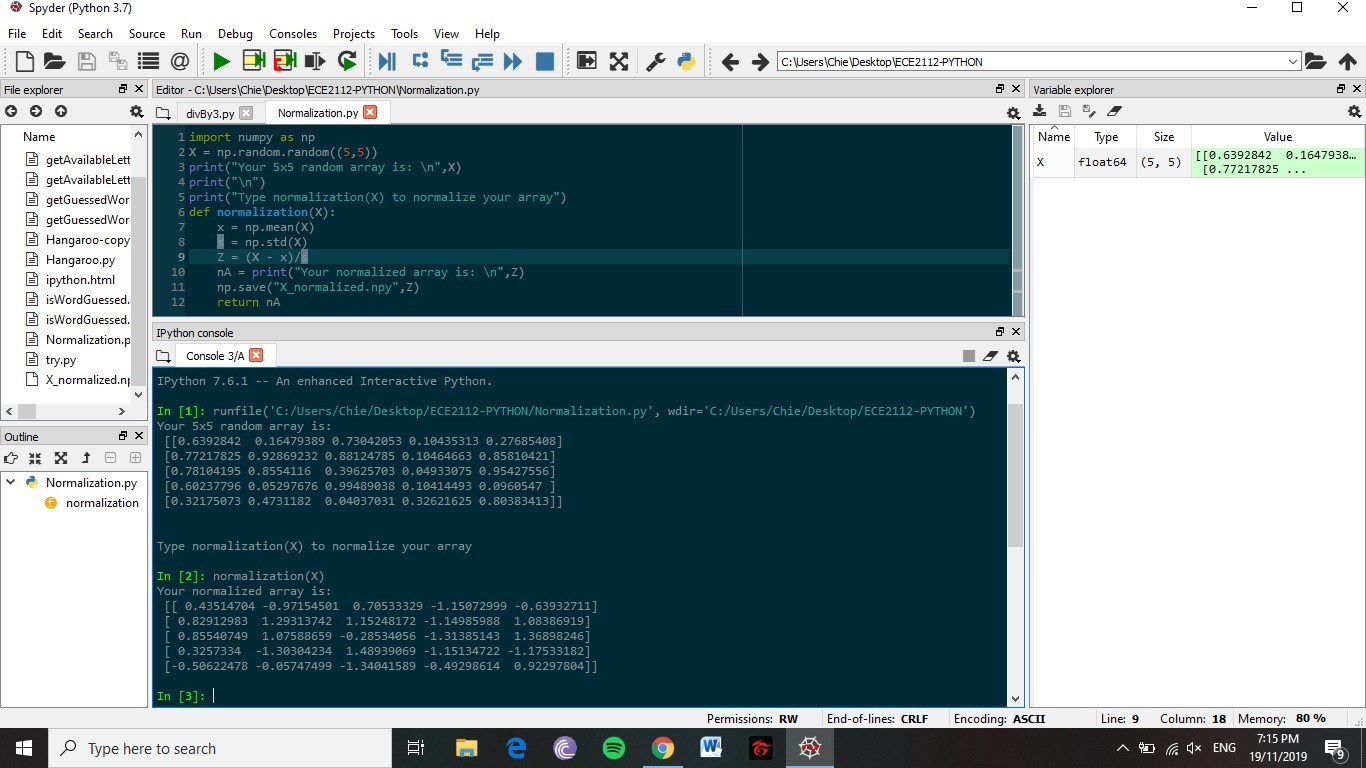 Spyder (Python 3.7)
File Edit Search Source Run Debug Consoles Projects Tools View Help
C:\Users\Chie\Desktop\ECE2112-PYTHON
File explorer
Name
getAvailableLett
getAvailableLett
getGuessedWor
getGuessedWor
Hangaroo-copy
Hangaroo.py
ipython.html
isWordGuessed.
isWordGuessed.
Normalization.p
try.py
X_normalized.np
Outline
Normalization.py
normalization
Editor - C:\Users\Chie\Desktop\ECE2112-PYTHON\Normalization.py
divBy3.py Normalization.py
1 import numpy as np
2 X = np.random.random((5,5))
3 print("Your 5x5 random array is: \n",X)
4 print("\n")
5 print("Type normalization(X) to normalize your array")
6 def normalization(X):
7     x = np.mean(X)
8     s = np.std(X)
9     Z = (X - x)/s
10     nA = print("Your normalized array is: \n",Z)
11     np.save("X_normalized.npy",Z)
12     return nA
IPython console
Console 3/A
IPython 7.6.1 -- An enhanced Interactive Python.
In [1]: runfile('C:/Users/Chie/Desktop/ECE2112-PYTHON/Normalization.py', wdir='C:/Users/Chie/Desktop/ECE2112-PYTHON')
Your 5x5 random array is:
[[0.6392842  0.16479389 0.73042053 0.10435313 0.27685408]
[0.77217825 0.92869232 0.88124785 0.10464663 0.85810421]
[0.78104195 0.8554116  0.39625703 0.04933075 0.95427556]
[0.60237796 0.05297676 0.99489038 0.10414493 0.0960547 ]
[0.32175073 0.4731182  0.04037031 0.32621625 0.80383413]]
Type normalization(X) to normalize your array
In [2]: normalization(X)
Your normalized array is:
[[ 0.43514704 -0.97154501  0.70533329 -1.15072999 -0.63932711]
[ 0.82912983  1.29313742  1.15248172 -1.14985988  1.08386919]
[ 0.85540749  1.07588659 -0.28534056 -1.31385143  1.36898246]
[ 0.3257334  -1.30304234  1.48939069 -1.15134722 -1.17533182]
[-0.50622478 -0.05747499 -1.34041589 -0.49298614  0.92297804]]
In [3]:
Variable explorer
Name Type Size Value
X float64 (5, 5) [[0.6392842  0.1647938…
[0.77217825 ...
Permissions: RW End-of-lines: CRLF Encoding: ASCII Line: 9 Column: 18 Memory: 80 %
Type here to search
ENG
7:15 PM
19/11/2019
9